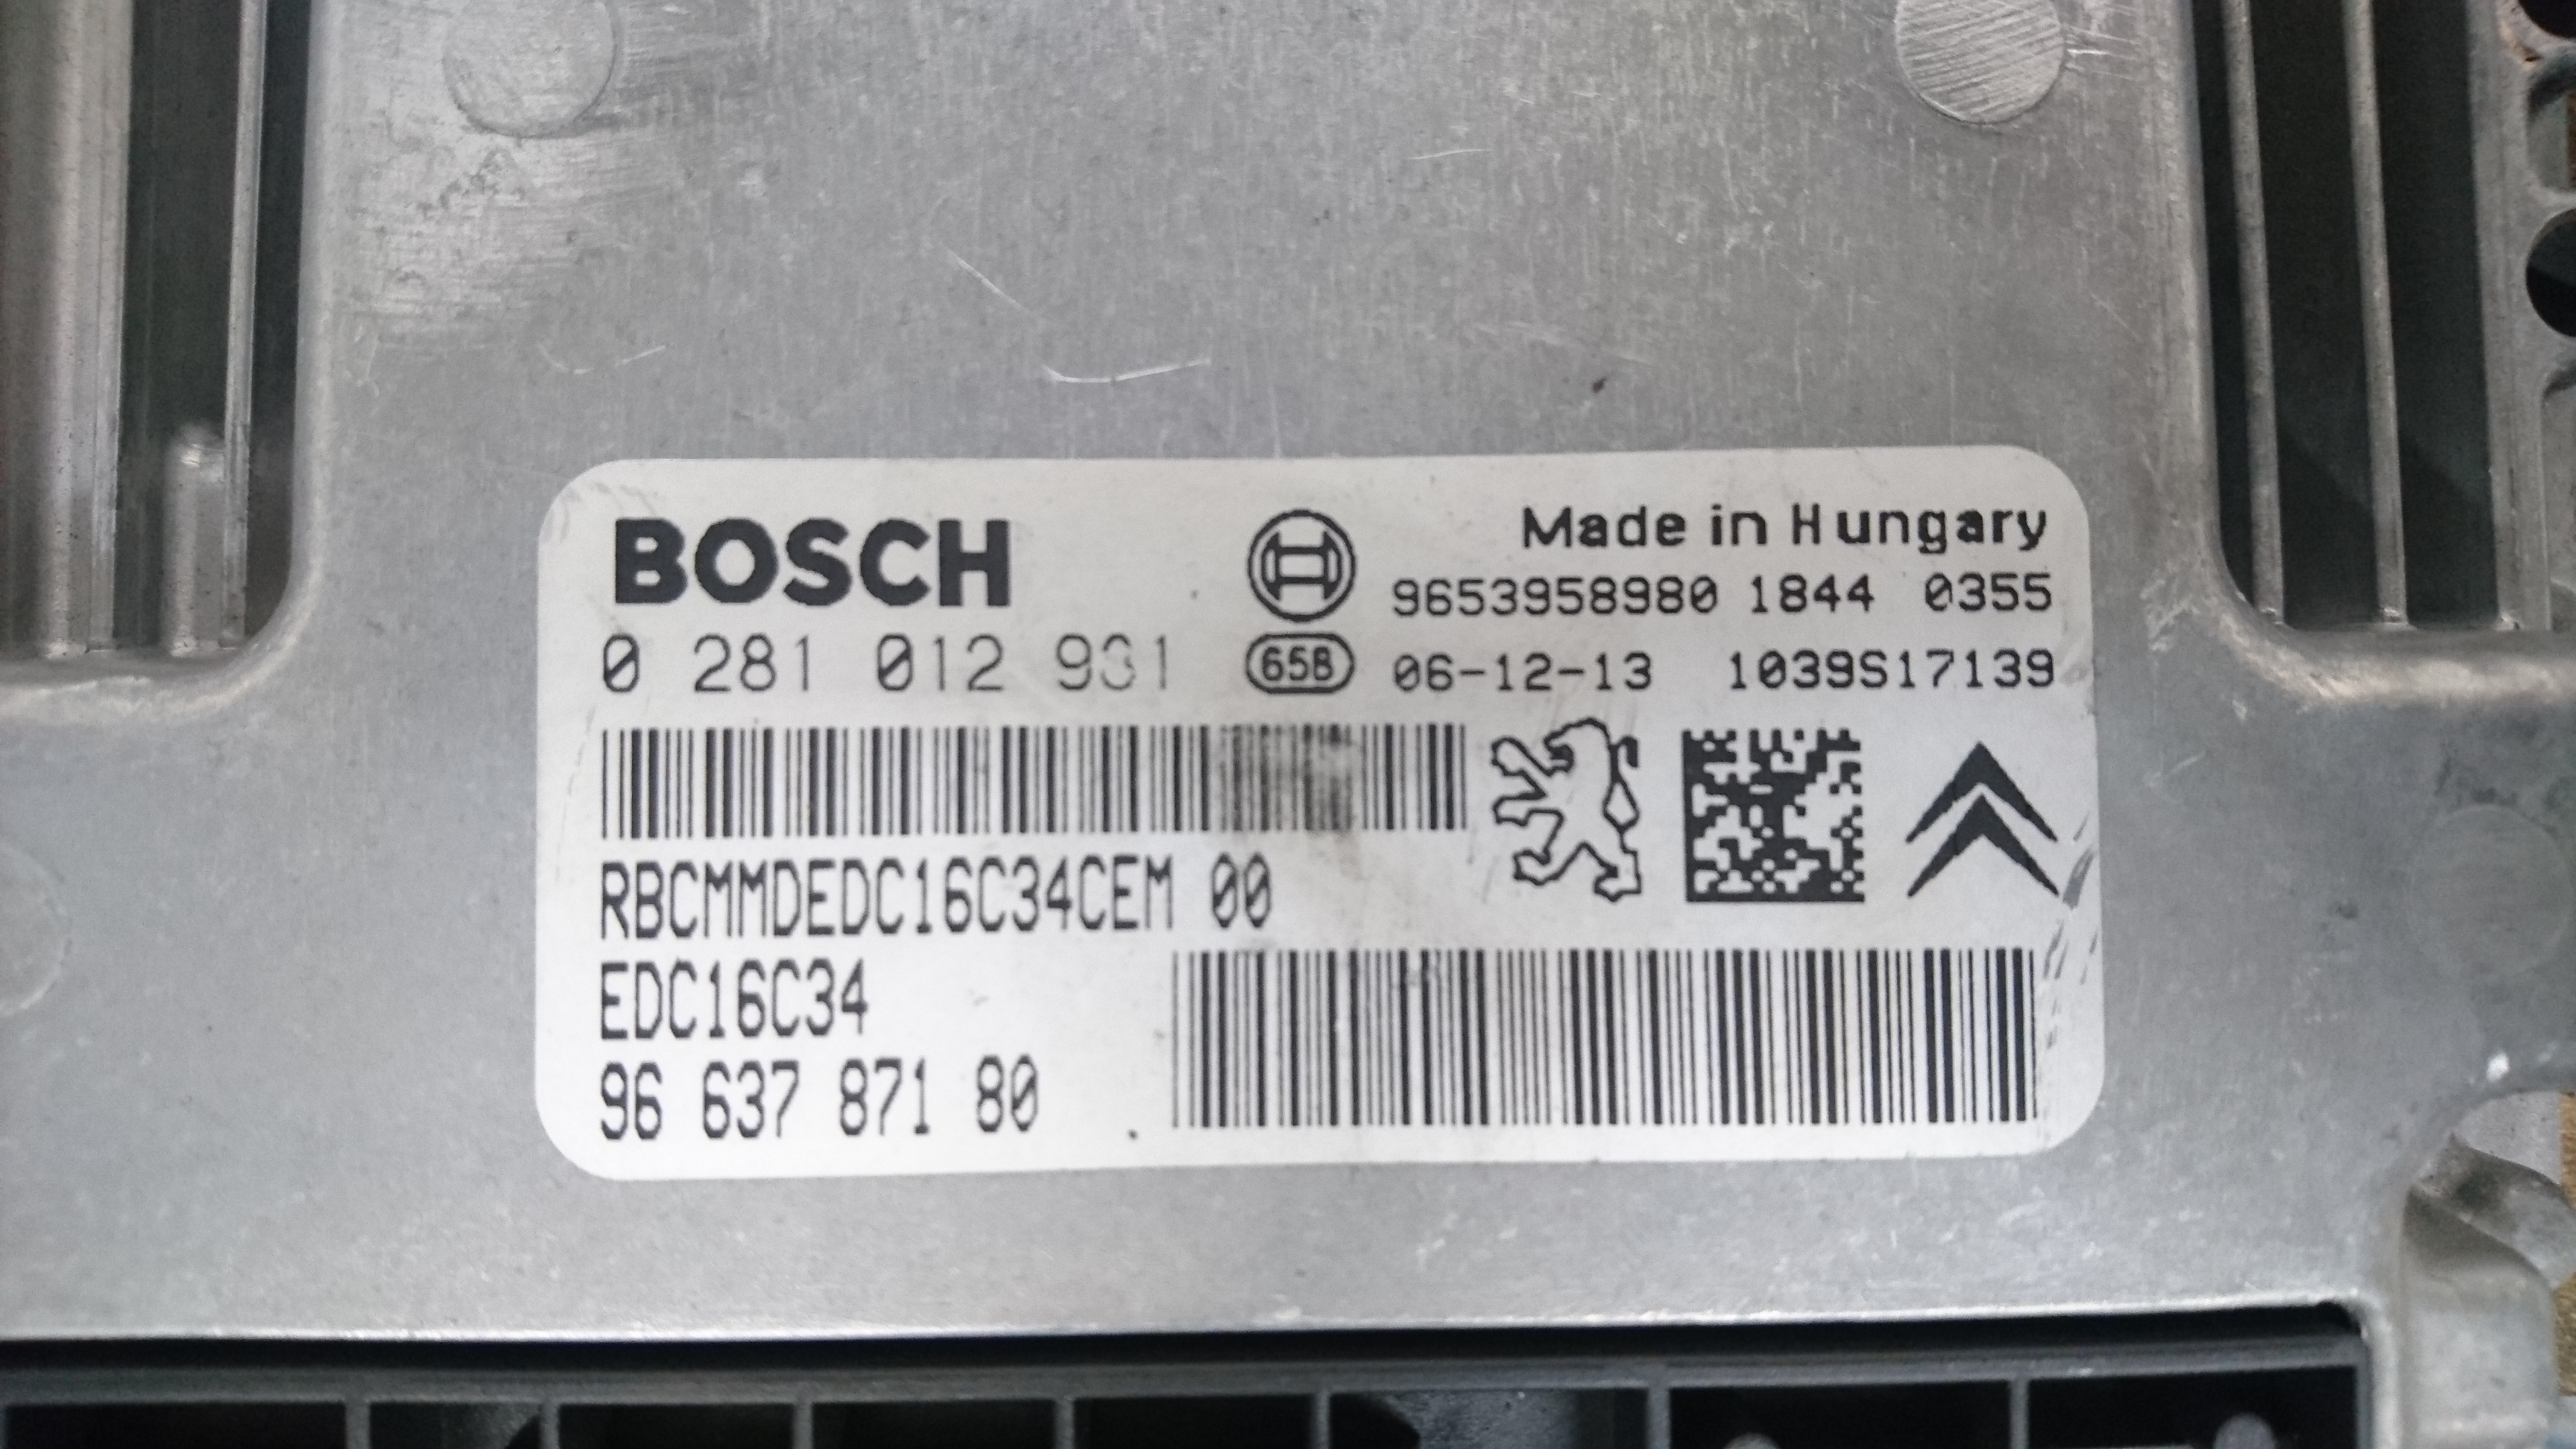 BOSCH
Made in Hungary
9653958980 1844 0355
0 281 012 931
658
06-12-13 1039S17139
RBCMMDEDC16C34CEM 00
EDC16C34
96 637 871 80